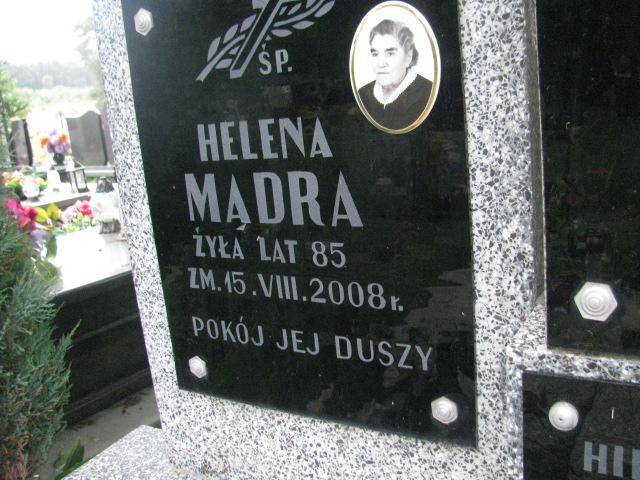 ŚP.
HELENA
MĄDRA
ŻYŁA LAT 85
ZM. 15.VIII.2008r.
POKÓJ JEJ DUSZY